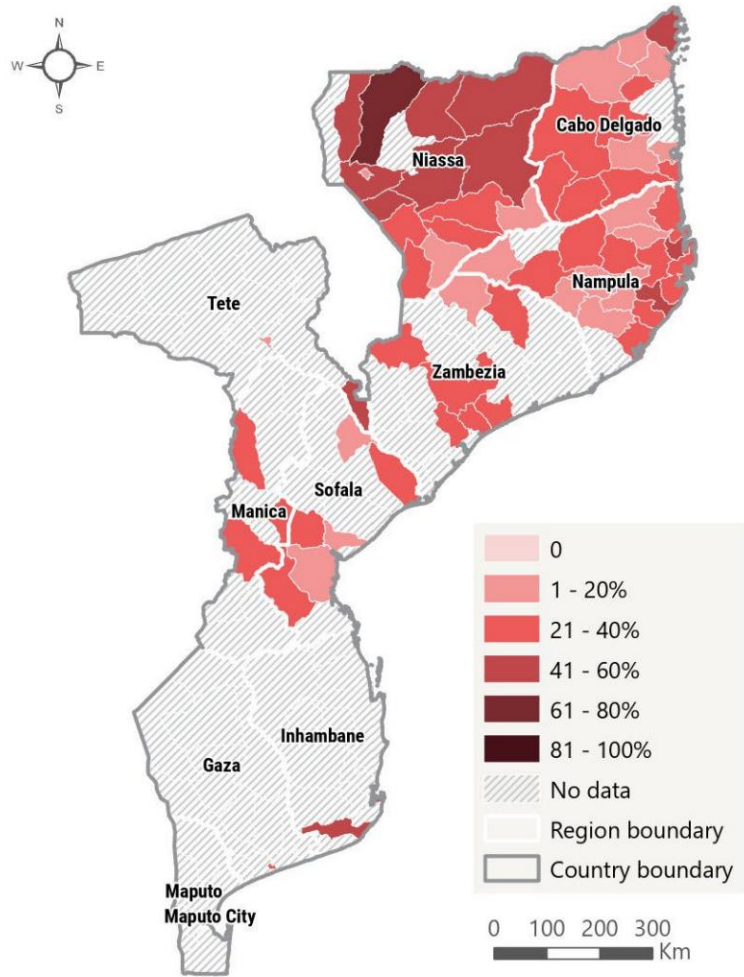 N
W E
S
Cabo Delgado
Niassa
Nampula
Tete
Zambezia
Sofala
Manica
Inhambane
Gaza
Maputo
Maputo City
0
1 - 20%
21 - 40%
41 - 60%
61 - 80%
81 - 100%
No data
Region boundary
Country boundary
0 100 200 300
Km